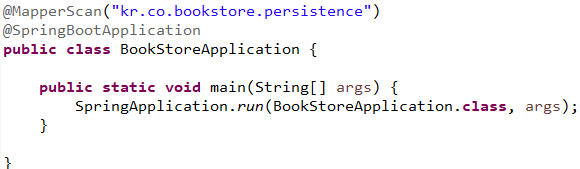 @MapperScan("kr.co.bookstore.persistence")
@SpringBootApplication
public class BookStoreApplication {
    public static void main(String[] args) {
        SpringApplication.run(BookStoreApplication.class, args);
    }
}